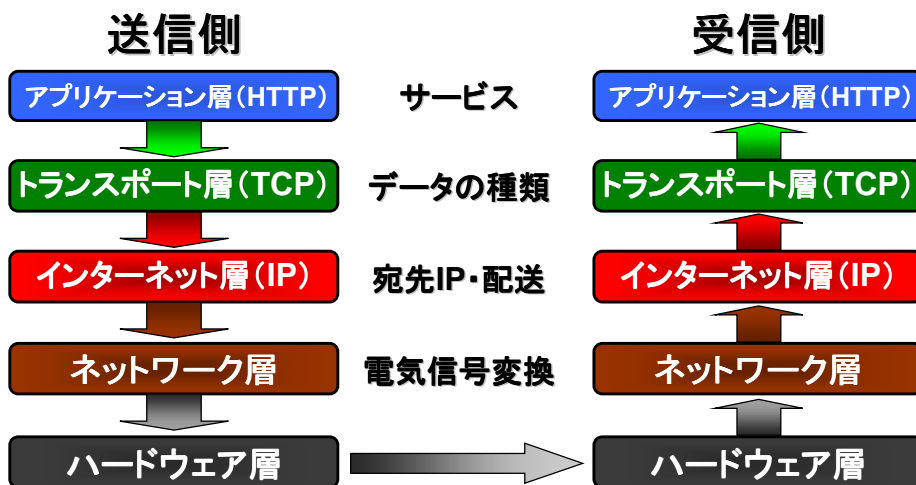 送信側 受信側
アプリケーション層(HTTP) サービス アプリケーション層(HTTP)
トランスポート層(TCP) データの種類 トランスポート層(TCP)
インターネット層(IP) 宛先IP・配送 インターネット層(IP)
ネットワーク層 電気信号変換 ネットワーク層
ハードウェア層 ハードウェア層